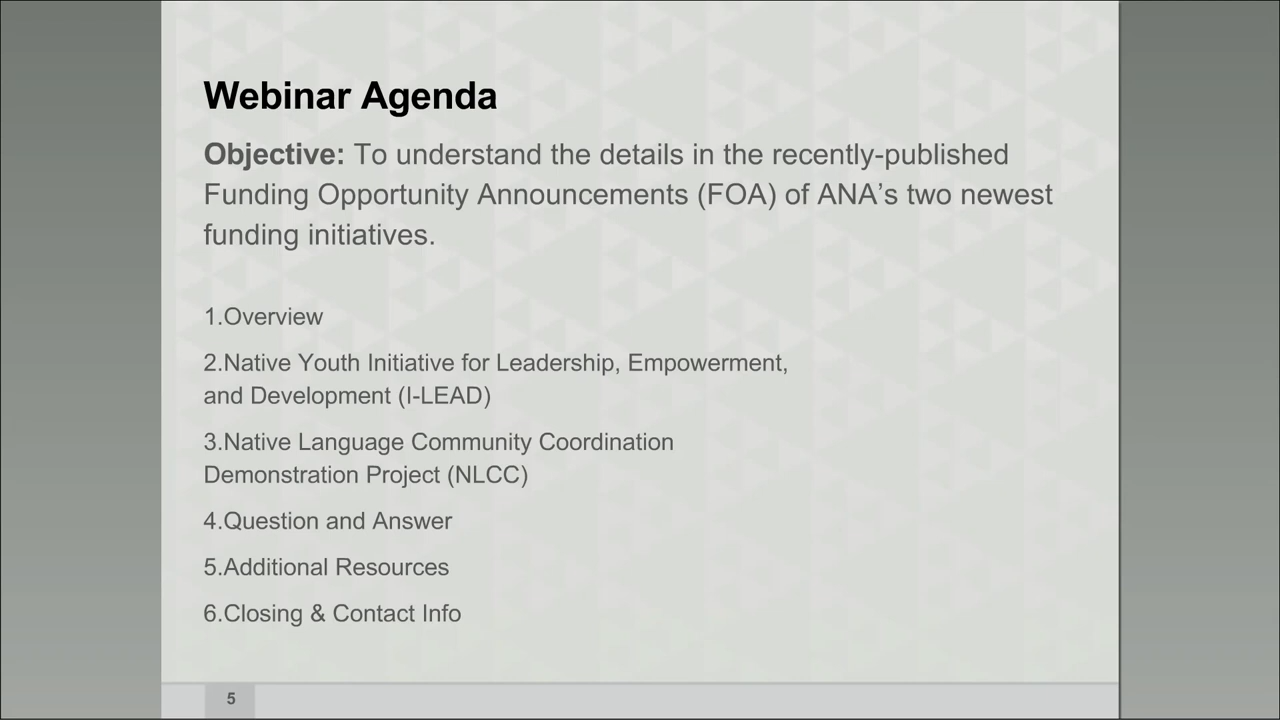 Webinar Agenda
Objective: To understand the details in the recently-published
Funding Opportunity Announcements (FOA) of ANA’s two newest
funding initiatives.
1.Overview
2.Native Youth Initiative for Leadership, Empowerment,
and Development (I-LEAD)
3.Native Language Community Coordination
Demonstration Project (NLCC)
4.Question and Answer
5.Additional Resources
6.Closing & Contact Info
5